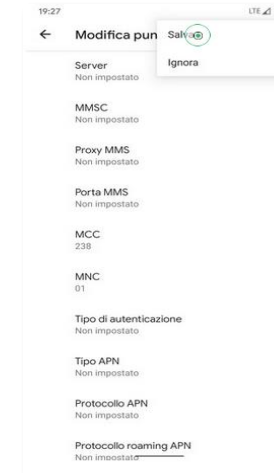 19:27
LTE
Modifica pun
Salva
Ignora
Server
Non impostato
MMSC
Non impostato
Proxy MMS
Non impostato
Porta MMS
Non impostato
MCC
238
MNC
01
Tipo di autenticazione
Non impostato
Tipo APN
Non impostato
Protocollo APN
Non impostato
Protocollo roaming APN
Non impostato